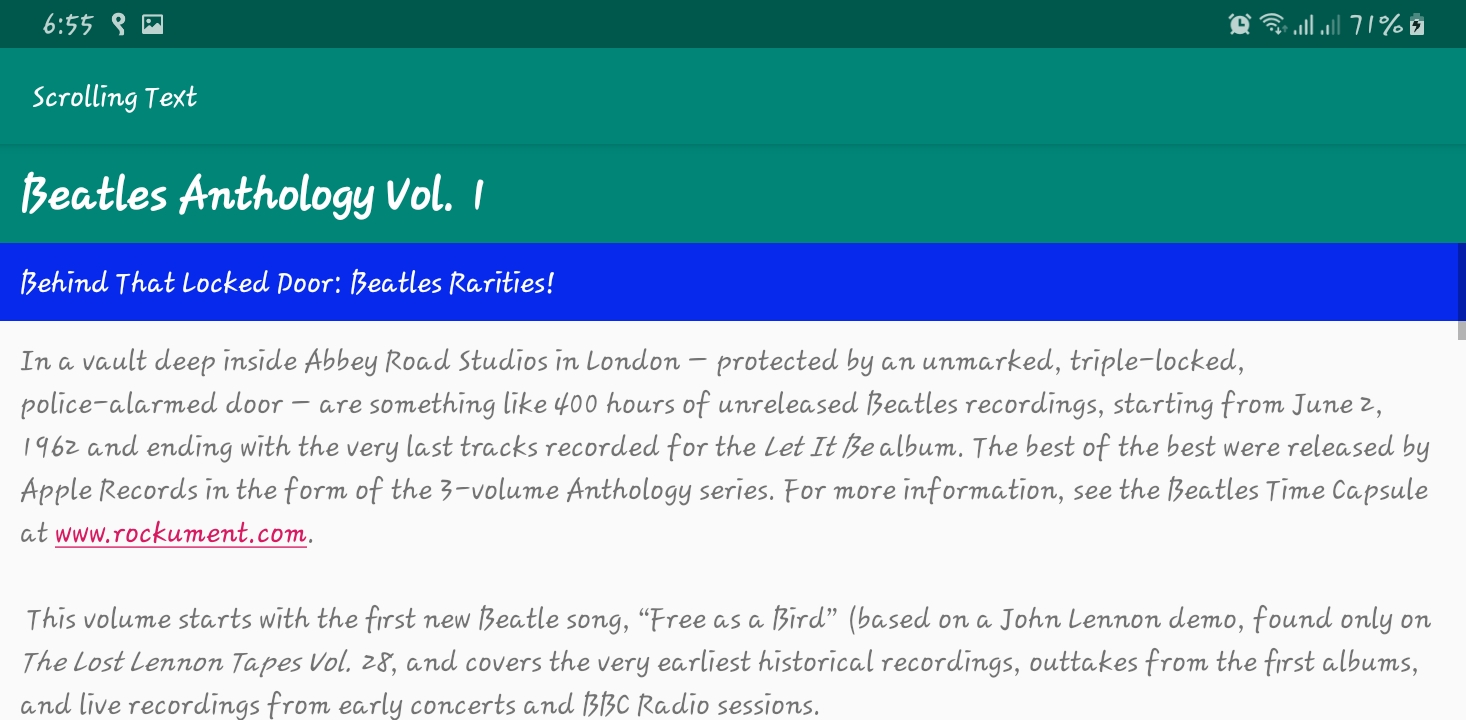 6:55 71%
Scrolling Text
Beatles Anthology Vol. 1
Behind That Locked Door: Beatles Rarities!
In a vault deep inside Abbey Road Studios in London — protected by an unmarked, triple-locked,
police-alarmed door — are something like 400 hours of unreleased Beatles recordings, starting from June 2,
1962 and ending with the very last tracks recorded for the Let It Be album. The best of the best were released by
Apple Records in the form of the 3-volume Anthology series. For more information, see the Beatles Time Capsule
at www.rockument.com.
This volume starts with the first new Beatle song, “Free as a Bird” (based on a John Lennon demo, found only on
The Lost Lennon Tapes Vol. 28, and covers the very earliest historical recordings, outtakes from the first albums,
and live recordings from early concerts and BBC Radio sessions.